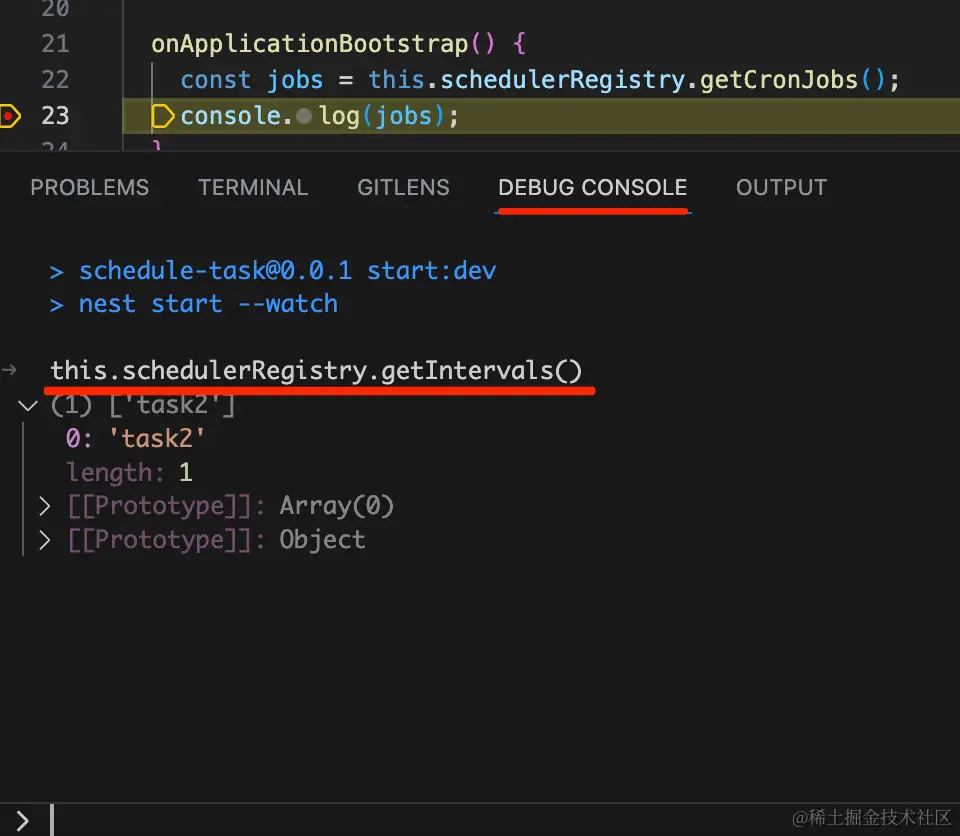 20
21 onApplicationBootstrap() {
22 const jobs = this.schedulerRegistry.getCronJobs();
23 console.log(jobs);
24 }
PROBLEMS TERMINAL GITLENS DEBUG CONSOLE OUTPUT
> schedule-task@0.0.1 start:dev
> nest start --watch
→ this.schedulerRegistry.getIntervals()
(1) ['task2']
0: 'task2'
length: 1
> [[Prototype]]: Array(0)
> [[Prototype]]: Object
>
@稀土掘金技术社区